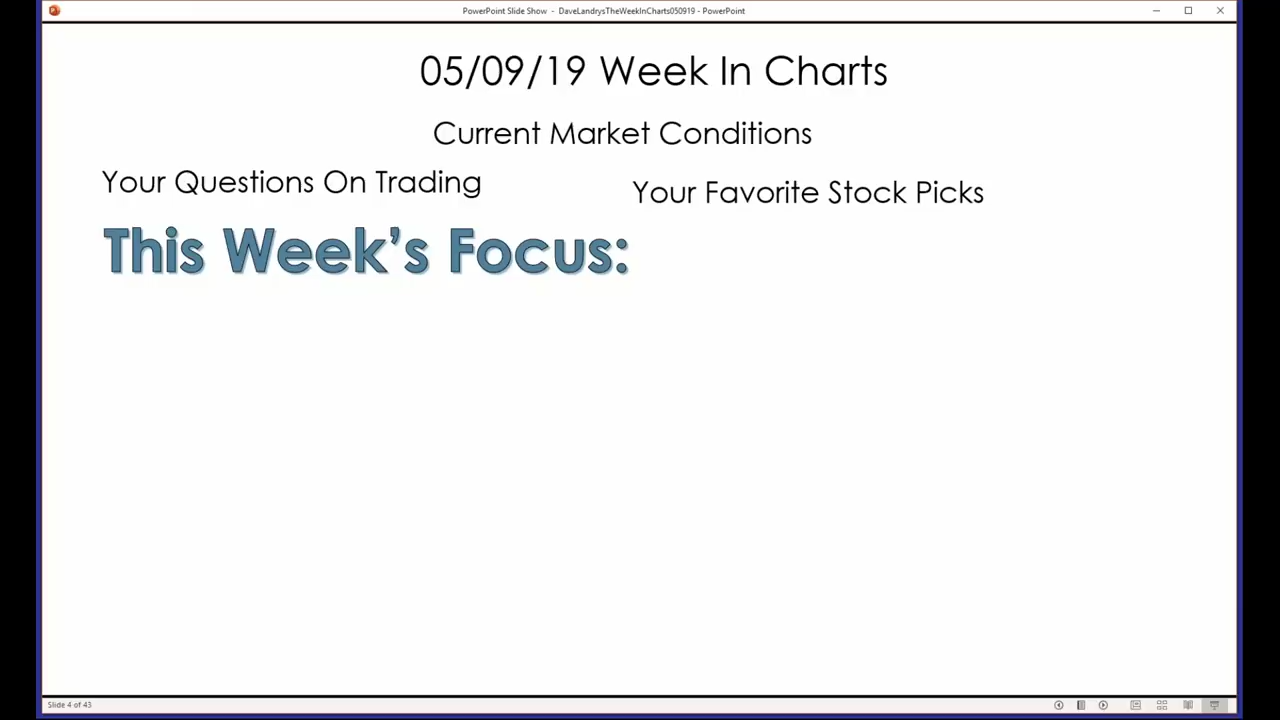 PowerPoint Slide Show - DaveLandrysTheWeekInCharts050919 - PowerPoint
05/09/19 Week In Charts
Current Market Conditions
Your Questions On Trading
Your Favorite Stock Picks
This Week's Focus:
Slide 4 of 43